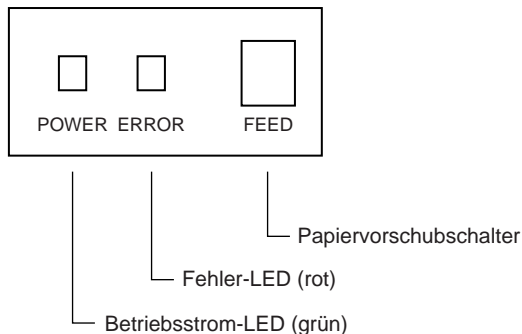 POWER ERROR FEED
Papiervorschubschalter
Fehler-LED (rot)
Betriebsstrom-LED (grün)